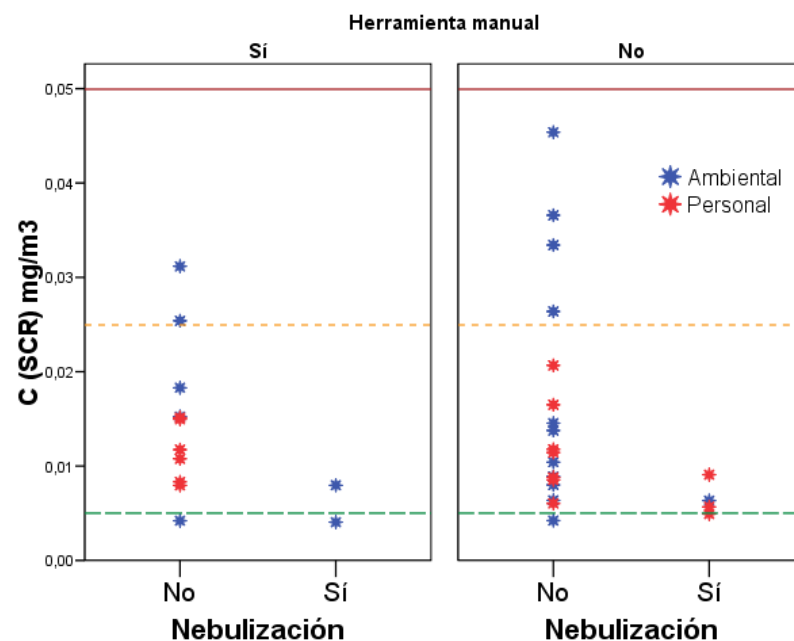 Herramienta manual
Sí
No
C (SCR) mg/m3
0,05
0,04
0,03
0,02
0,01
0,00
Ambiental
Personal
No
Sí
No
Sí
Nebulización
Nebulización